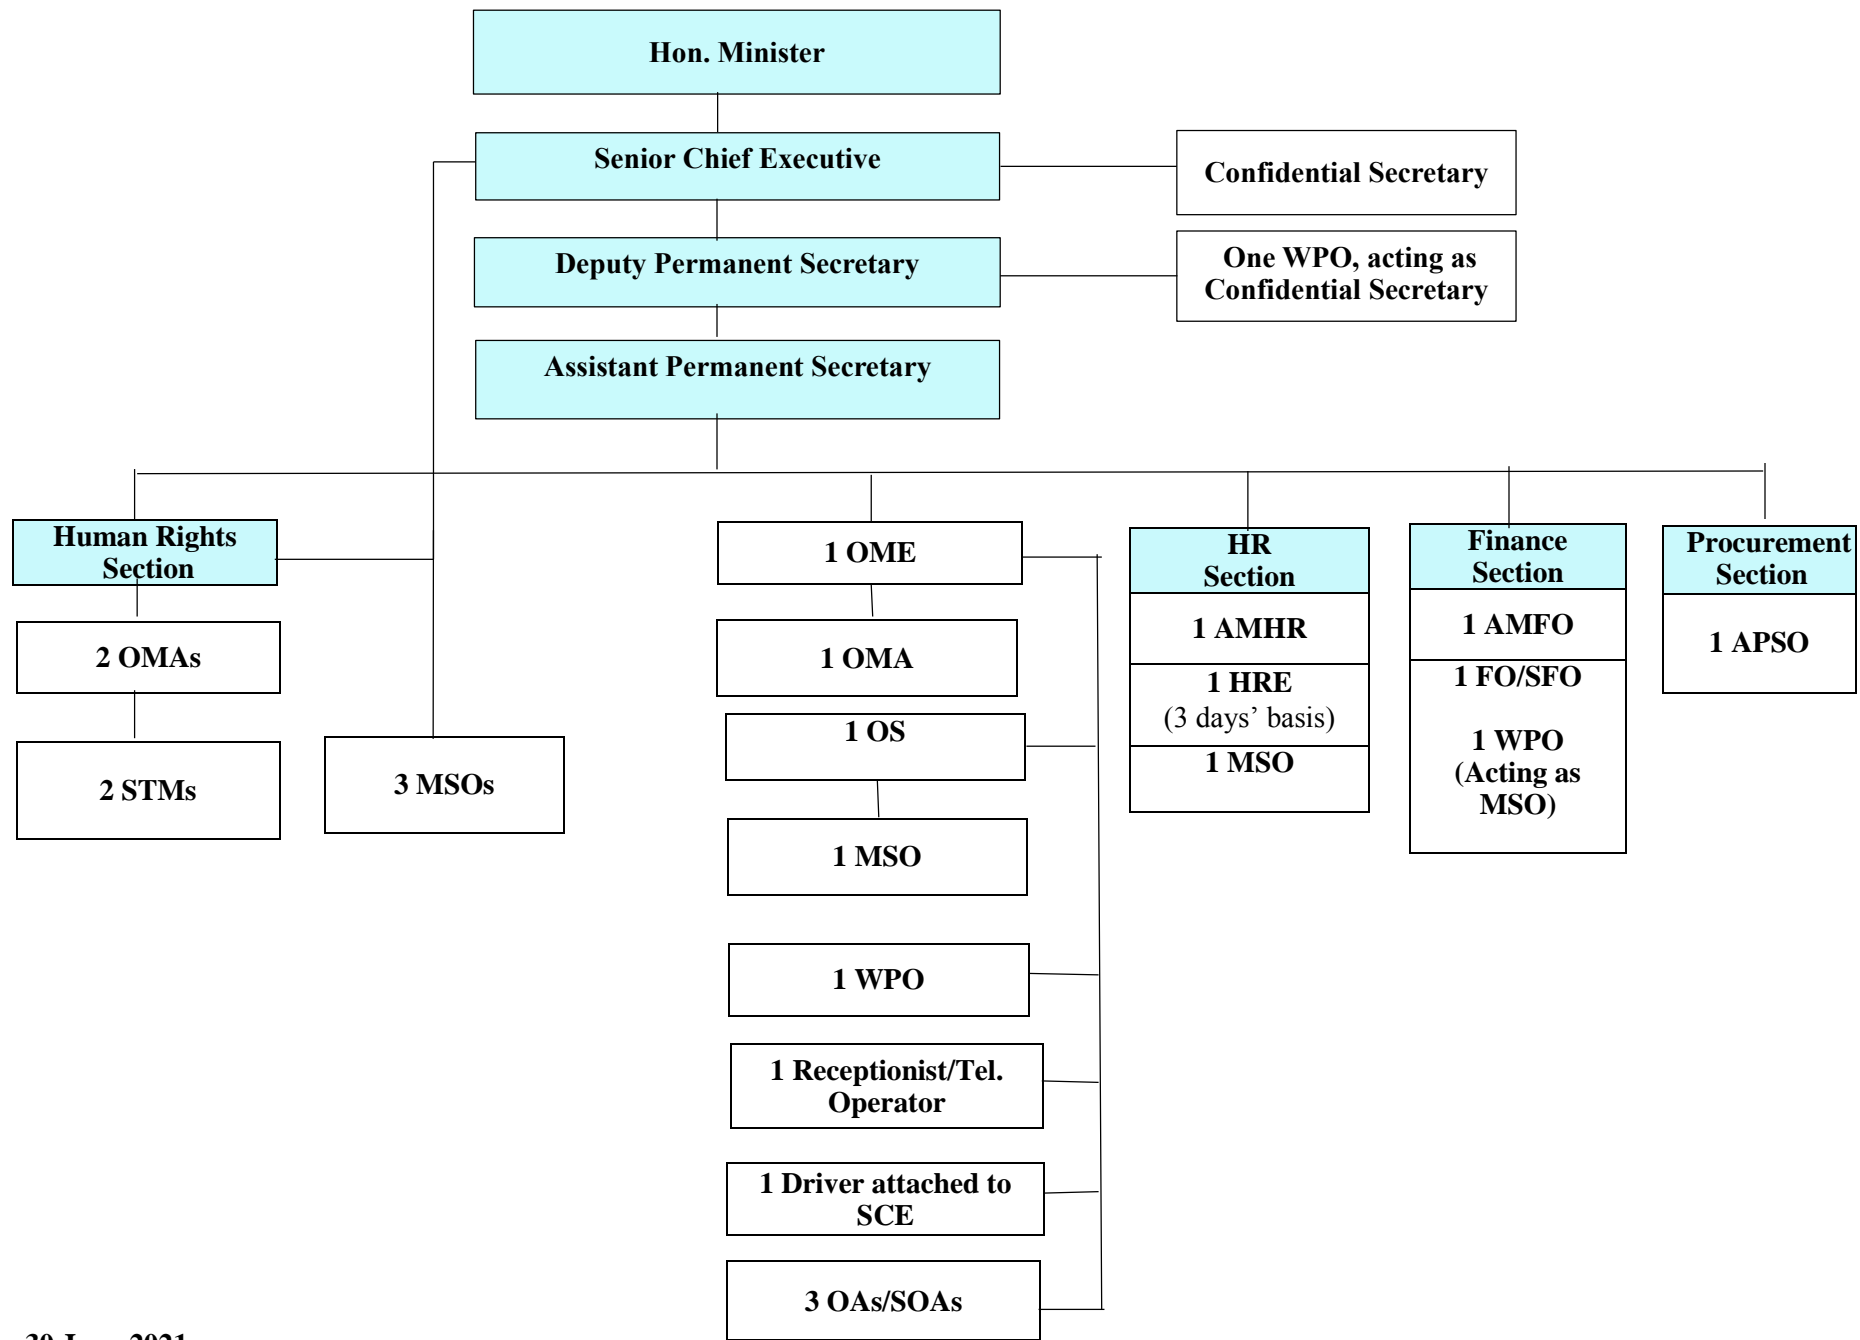 Hon. Minister
Senior Chief Executive
Confidential Secretary
Deputy Permanent Secretary
One WPO, acting as
Confidential Secretary
Assistant Permanent Secretary
Human Rights
Section
2 OMAs
2 STMs
3 MSOs
1 OME
1 OMA
1 OS
1 MSO
1 WPO
1 Receptionist/Tel.
Operator
1 Driver attached to
SCE
3 OAs/SOAs
HR
Section
1 AMHR
1 HRE
(3 days’ basis)
1 MSO
Finance
Section
1 AMFO
1 FO/SFO
1 WPO
(Acting as
MSO)
Procurement
Section
1 APSO
30 June 2021